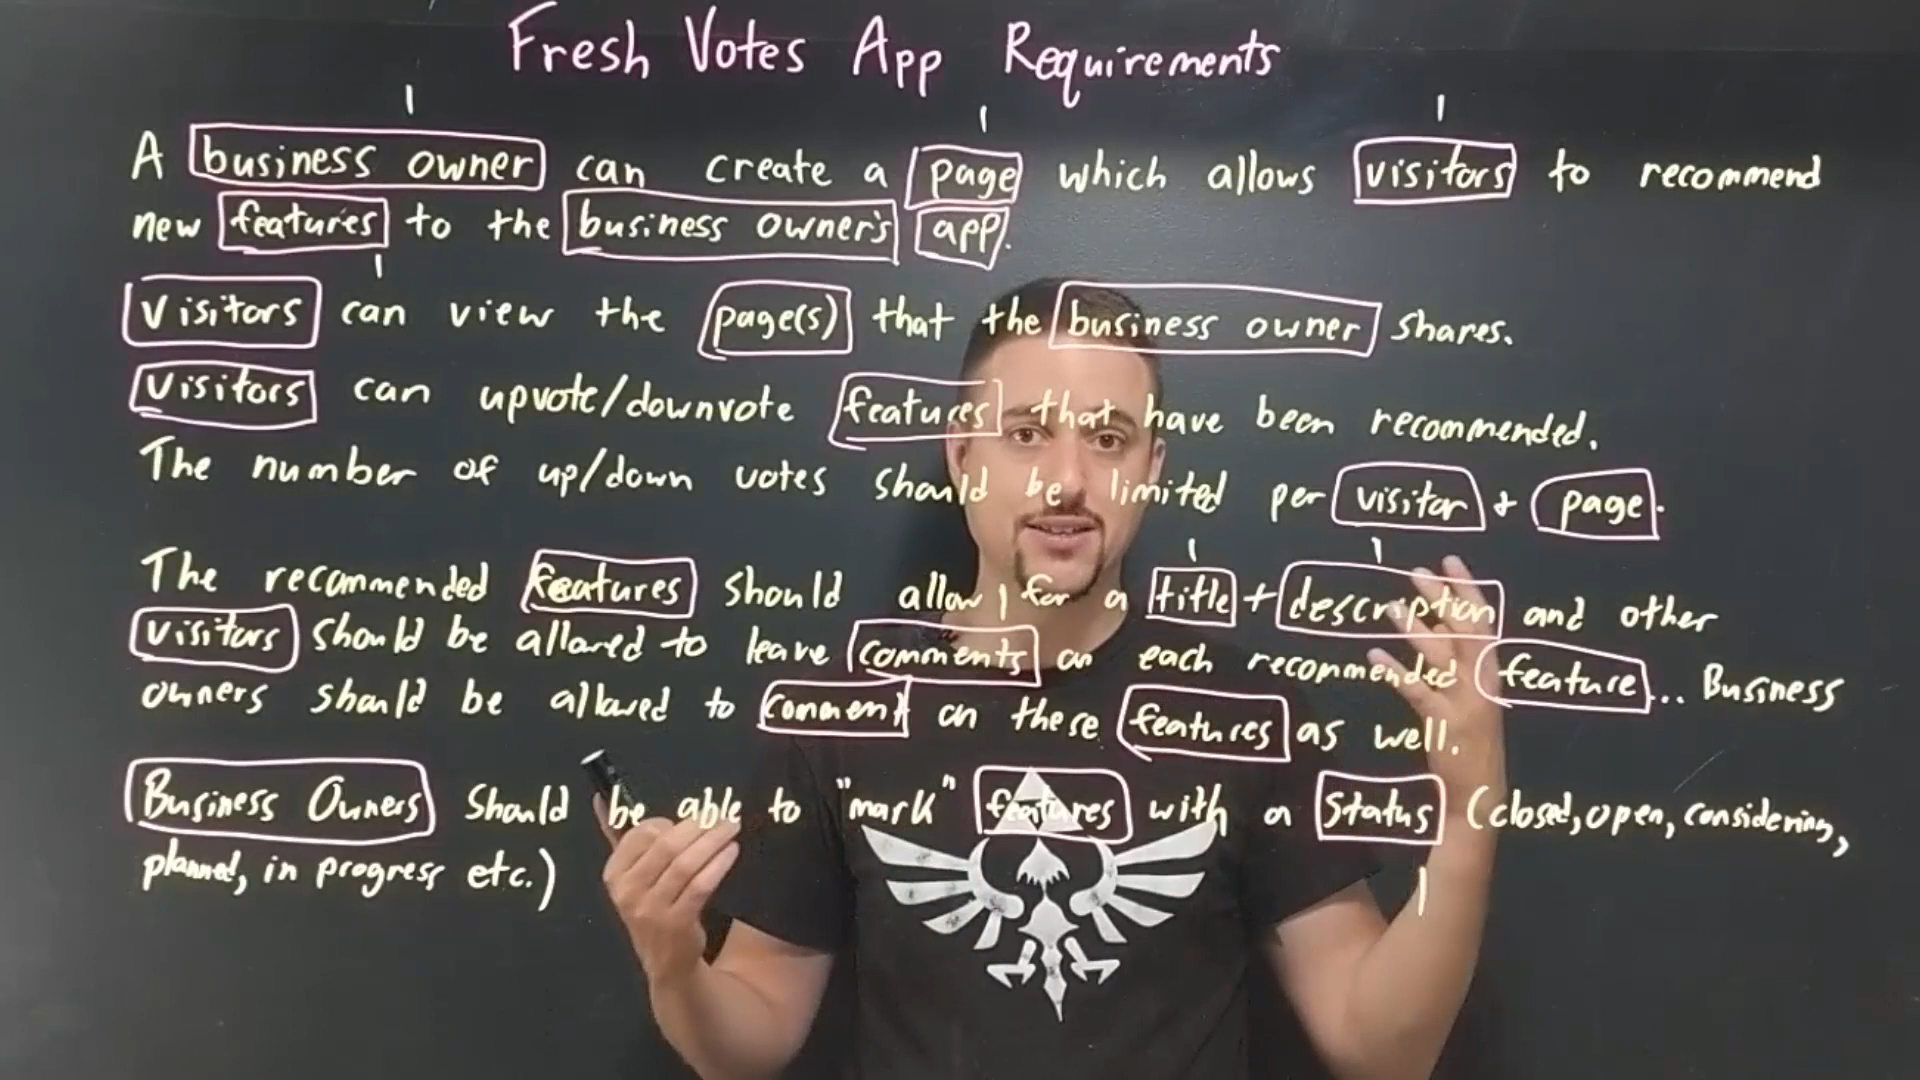 Fresh Votes App Requirements
A business owner can create a page which allows visitors to recommend
new features to the business owner's app.
Visitors can view the page(s) that the business owner shares.
Visitors can upvote/downvote features that have been recommended.
The number of up/down votes should be limited per visitor + page.
The recommended features should allow for a title + description and other
visitors should be allowed to leave comments on each recommended feature... Business
owners should be allowed to comment on these features as well.
Business Owners should be able to "mark" features with a status (closed, open, considering,
planned, in progress etc.)